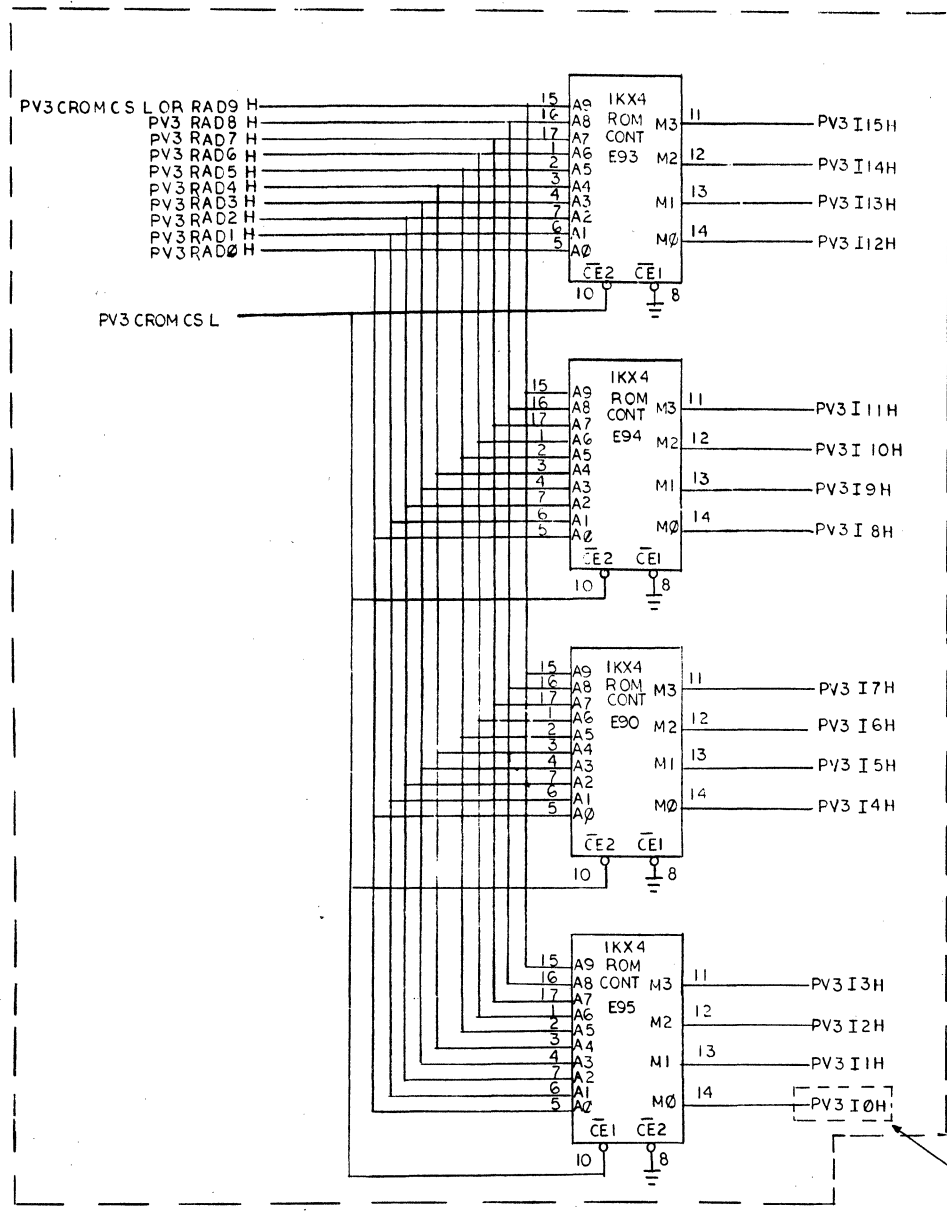 PV3 CROM CS L OR RAD9 H
PV3 RAD8 H
PV3 RAD7 H
PV3 RAD6 H
PV3 RAD5 H
PV3 RAD4 H
PV3 RAD3 H
PV3 RAD2 H
PV3 RAD1 H
PV3 RADØ H
PV3 CROM CS L
15 A9 1KX4
16 A8 ROM M3 11 PV3 I15H
17 A7 CONT
1 A6 E93 M2 12 PV3 I14H
2 A5
3 A4
4 A3 M1 13 PV3 I13H
7 A2
6 A1
5 AØ MØ 14 PV3 I12H
CE2 CE1
10 8
15 A9 1KX4
16 A8 ROM M3 11 PV3 I11H
17 A7 CONT
1 A6 E94 M2 12 PV3 I10H
2 A5
3 A4
4 A3 M1 13 PV3 I9H
7 A2
6 A1
5 AØ MØ 14 PV3 I8H
CE2 CE1
10 8
15 A9 1KX4
16 A8 ROM M3 11 PV3 I7H
17 A7 CONT
1 A6 E90 M2 12 PV3 I6H
2 A5
3 A4
4 A3 M1 13 PV3 I5H
7 A2
6 A1
5 AØ MØ 14 PV3 I4H
CE2 CE1
10 8
15 A9 1KX4
16 A8 ROM M3 11 PV3 I3H
17 A7 CONT
1 A6 E95 M2 12 PV3 I2H
2 A5
3 A4
4 A3 M1 13 PV3 I1H
7 A2
6 A1
5 AØ MØ 14 PV3 IØH
CE1 CE2
10 8